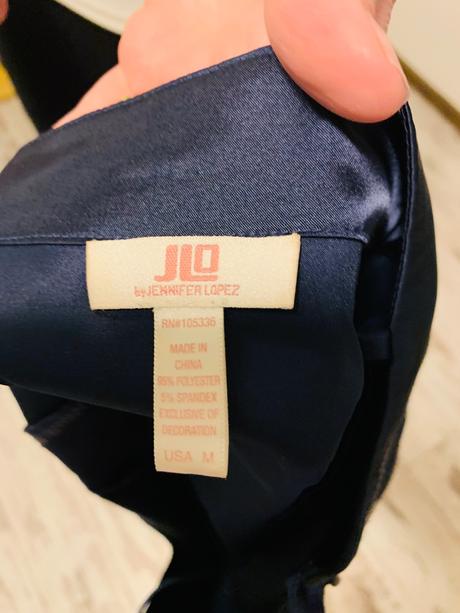 JLO
by JENNIFER LOPEZ
RN#105336
MADE IN
CHINA
95% POLYESTER
5% SPANDEX
EXCLUSIVE OF
DECORATION
USA M